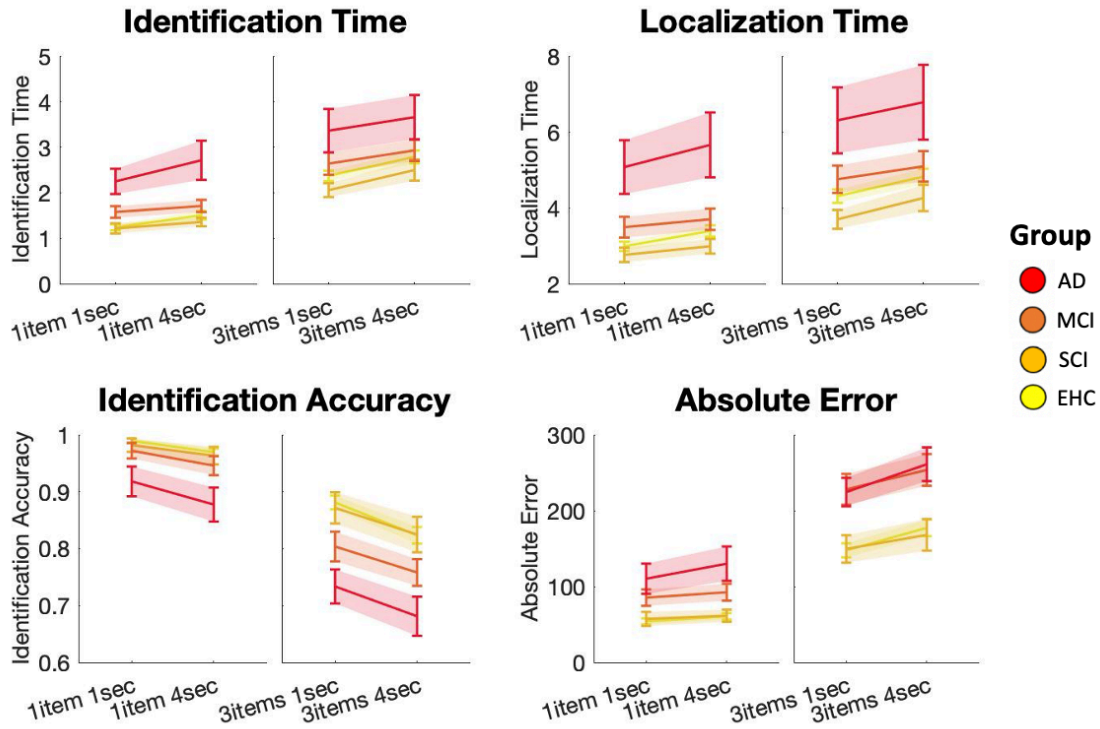 Identification Time
Localization Time
Identification Time
5
4
3
2
1
0
1item 1sec
1item 4sec
3items 1sec
3items 4sec
Localization Time
8
6
4
2
1item 1sec
1item 4sec
3items 1sec
3items 4sec
Group
AD
MCI
SCI
EHC
Identification Accuracy
Absolute Error
Identification Accuracy
1
0.9
0.8
0.7
0.6
1item 1sec
1item 4sec
3items 1sec
3items 4sec
Absolute Error
300
200
100
0
1item 1sec
1item 4sec
3items 1sec
3items 4sec